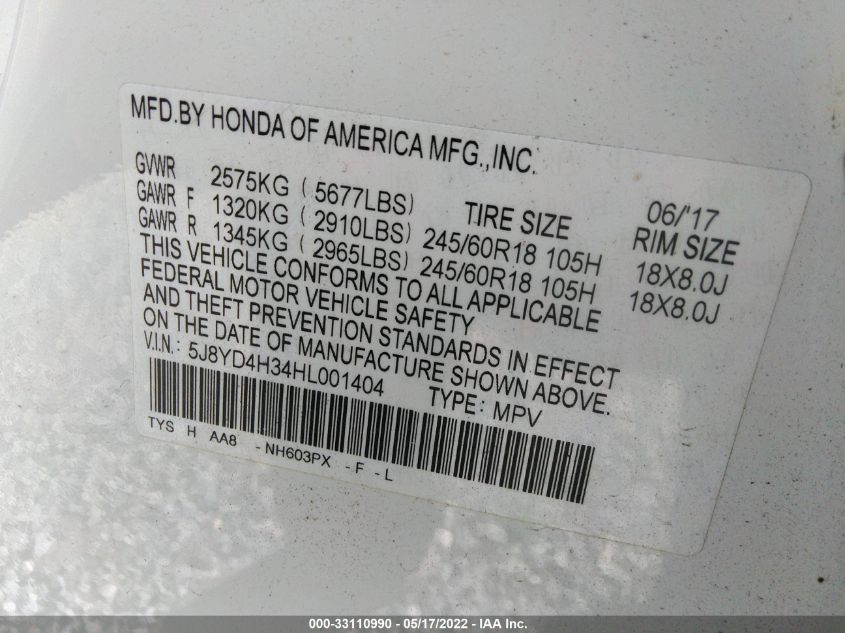 MFD.BY HONDA OF AMERICA MFG.,INC.
GVWR 2575KG (5677LBS) TIRE SIZE 06/'17 RIM SIZE
GAWR F 1320KG (2910LBS) 245/60R18 105H 18X8.0J
GAWR R 1345KG (2965LBS) 245/60R18 105H 18X8.0J
THIS VEHICLE CONFORMS TO ALL APPLICABLE
FEDERAL MOTOR VEHICLE SAFETY
AND THEFT PREVENTION STANDARDS IN EFFECT
ON THE DATE OF MANUFACTURE SHOWN ABOVE.
V.I.N.: 5J8YD4H34HL001404 TYPE: MPV
TYS H AA8 -NH603PX -F -L
000-33110990 - 05/17/2022 - IAAI.com